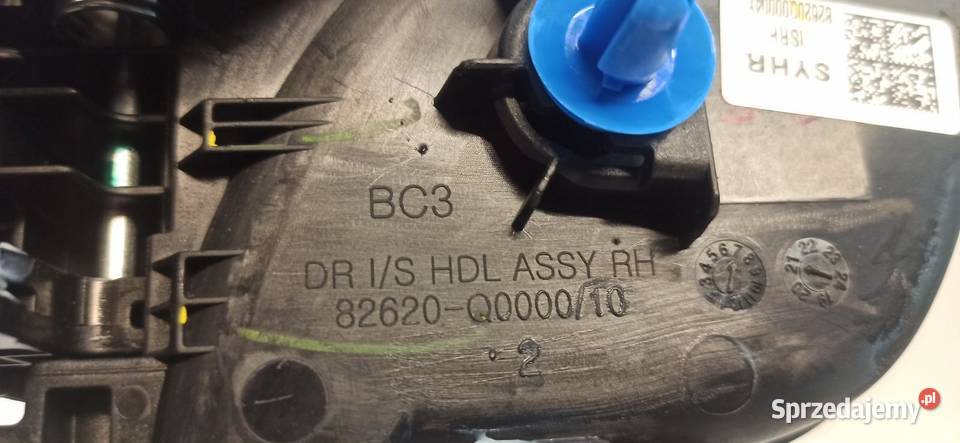 SYHR
BC3
DR I/S HDL ASSY RH
82620-Q0000/10
2
Sprzedajemy.pl